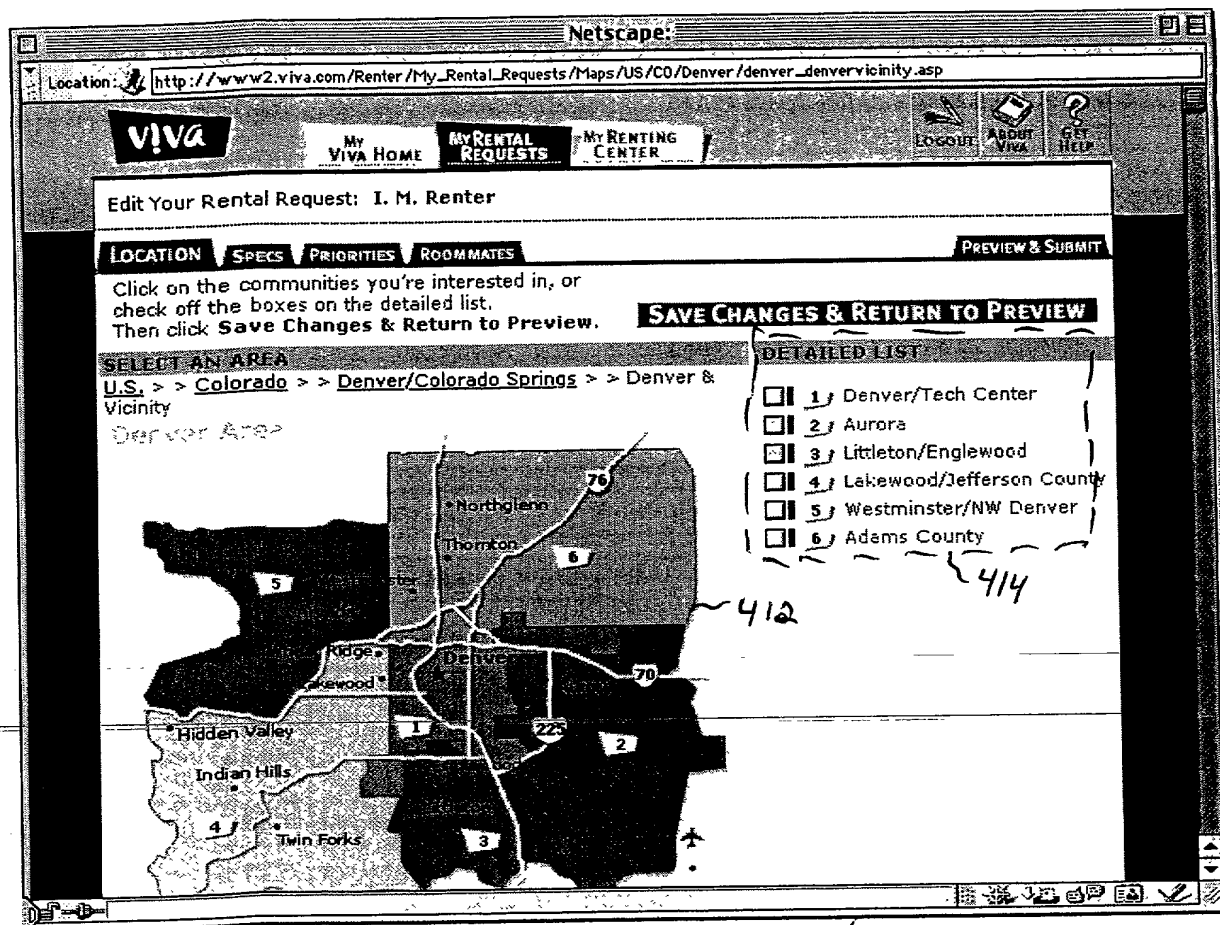 Netscape:
Location: http://www2.viva.com/Renter/My_Rental_Requests/Maps/US/CO/Denver/denver_denvervicinity.asp
v!va
MY VIVA HOME
MY RENTAL REQUESTS
MY RENTING CENTER
LOGOUT
ABOUT VIVA
GET HELP
Edit Your Rental Request: I. M. Renter
LOCATION SPECS PRIORITIES ROOMMATES PREVIEW & SUBMIT
Click on the communities you're interested in, or
check off the boxes on the detailed list.
Then click Save Changes & Return to Preview.
SAVE CHANGES & RETURN TO PREVIEW
SELECT AN AREA
U.S. > > Colorado > > Denver/Colorado Springs > > Denver &
Vicinity
Denver Area
DETAILED LIST
1 Denver/Tech Center
2 Aurora
3 Littleton/Englewood
4 Lakewood/Jefferson County
5 Westminster/NW Denver
6 Adams County
414
412
76
Northglenn
Thornton
6
5
Ridge
Denver
Lakewood
70
Hidden Valley
1
225
2
Indian Hills
4
Twin Forks
3